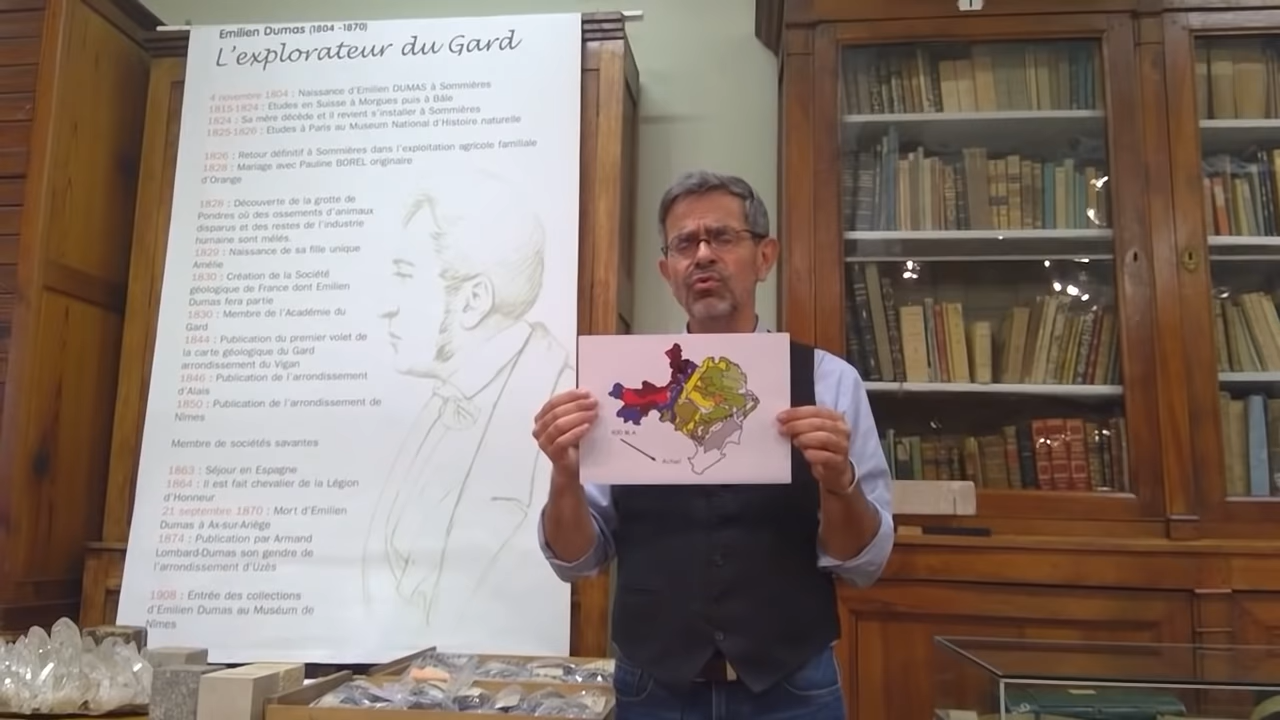 Emilien Dumas (1804 -1870)
L'explorateur du Gard
4 novembre 1804 : Naissance d'Emilien DUMAS à Sommières
1815-1824 : Etudes en Suisse à Morgues puis à Bâle
1824 : Sa mère décède et il revient s'installer à Sommières
1825-1826 : Etudes à Paris au Museum National d'Histoire naturelle
1826 : Retour définitif à Sommières dans l'exploitation agricole familiale
1828 : Mariage avec Pauline BOREL originaire
d'Orange
1828 : Découverte de la grotte de
Pondres où des ossements d'animaux
disparus et des restes de l'industrie
humaine sont mêlés.
1829 : Naissance de sa fille unique
Amélie
1830 : Création de la Société
géologique de France dont Emilien
Dumas fera partie
1830 : Membre de l'Académie du
Gard
1844 : Publication du premier volet de
la carte géologique du Gard
arrondissement du Vigan
1846 : Publication de l'arrondissement
d'Alais
1850 : Publication de l'arrondissement de
Nîmes
Membre de sociétés savantes
1863 : Séjour en Espagne
1864 : Il est fait chevalier de la Légion
d'Honneur
21 septembre 1870 : Mort d'Emilien
Dumas à Ax-sur-Ariège
1874 : Publication par Armand
Lombard-Dumas son gendre de
l'arrondissement d'Uzès
1908 : Entrée des collections
d'Emilien Dumas au Muséum de
Nîmes
M.A
Actuel